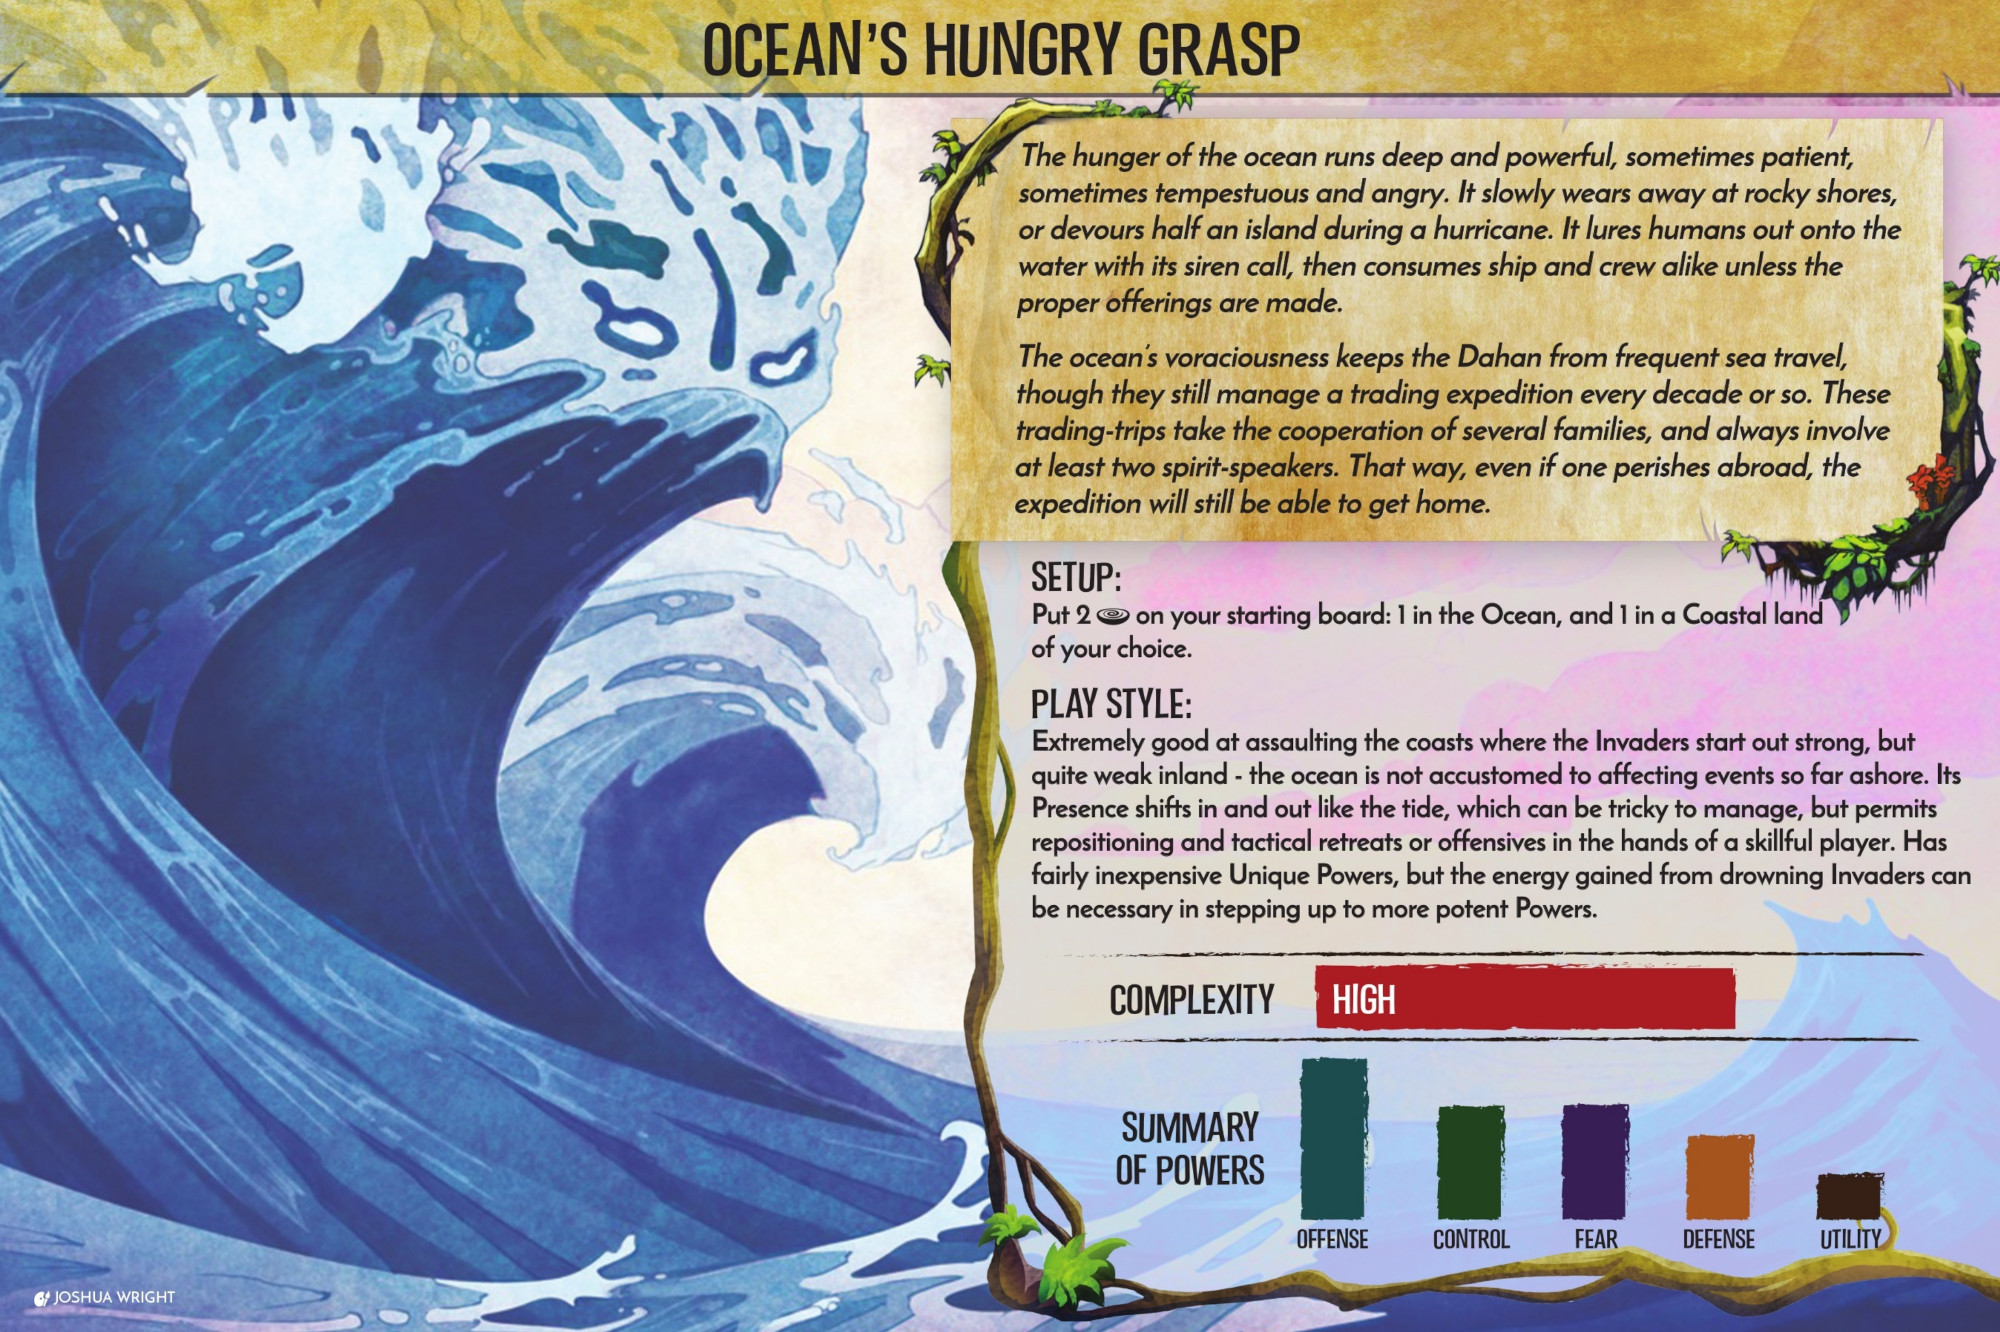 OCEAN'S HUNGRY GRASP
The hunger of the ocean runs deep and powerful, sometimes patient,
sometimes tempestuous and angry. It slowly wears away at rocky shores,
or devours half an island during a hurricane. It lures humans out onto the
water with its siren call, then consumes ship and crew alike unless the
proper offerings are made.
The ocean's voraciousness keeps the Dahan from frequent sea travel,
though they still manage a trading expedition every decade or so. These
trading-trips take the cooperation of several families, and always involve
at least two spirit-speakers. That way, even if one perishes abroad, the
expedition will still be able to get home.
SETUP:
Put 2 on your starting board: 1 in the Ocean, and 1 in a Coastal land
of your choice.
PLAY STYLE:
Extremely good at assaulting the coasts where the Invaders start out strong, but
quite weak inland - the ocean is not accustomed to affecting events so far ashore. Its
Presence shifts in and out like the tide, which can be tricky to manage, but permits
repositioning and tactical retreats or offensives in the hands of a skillful player. Has
fairly inexpensive Unique Powers, but the energy gained from drowning Invaders can
be necessary in stepping up to more potent Powers.
COMPLEXITY HIGH
SUMMARY
OF POWERS
OFFENSE CONTROL FEAR DEFENSE UTILITY
JOSHUA WRIGHT